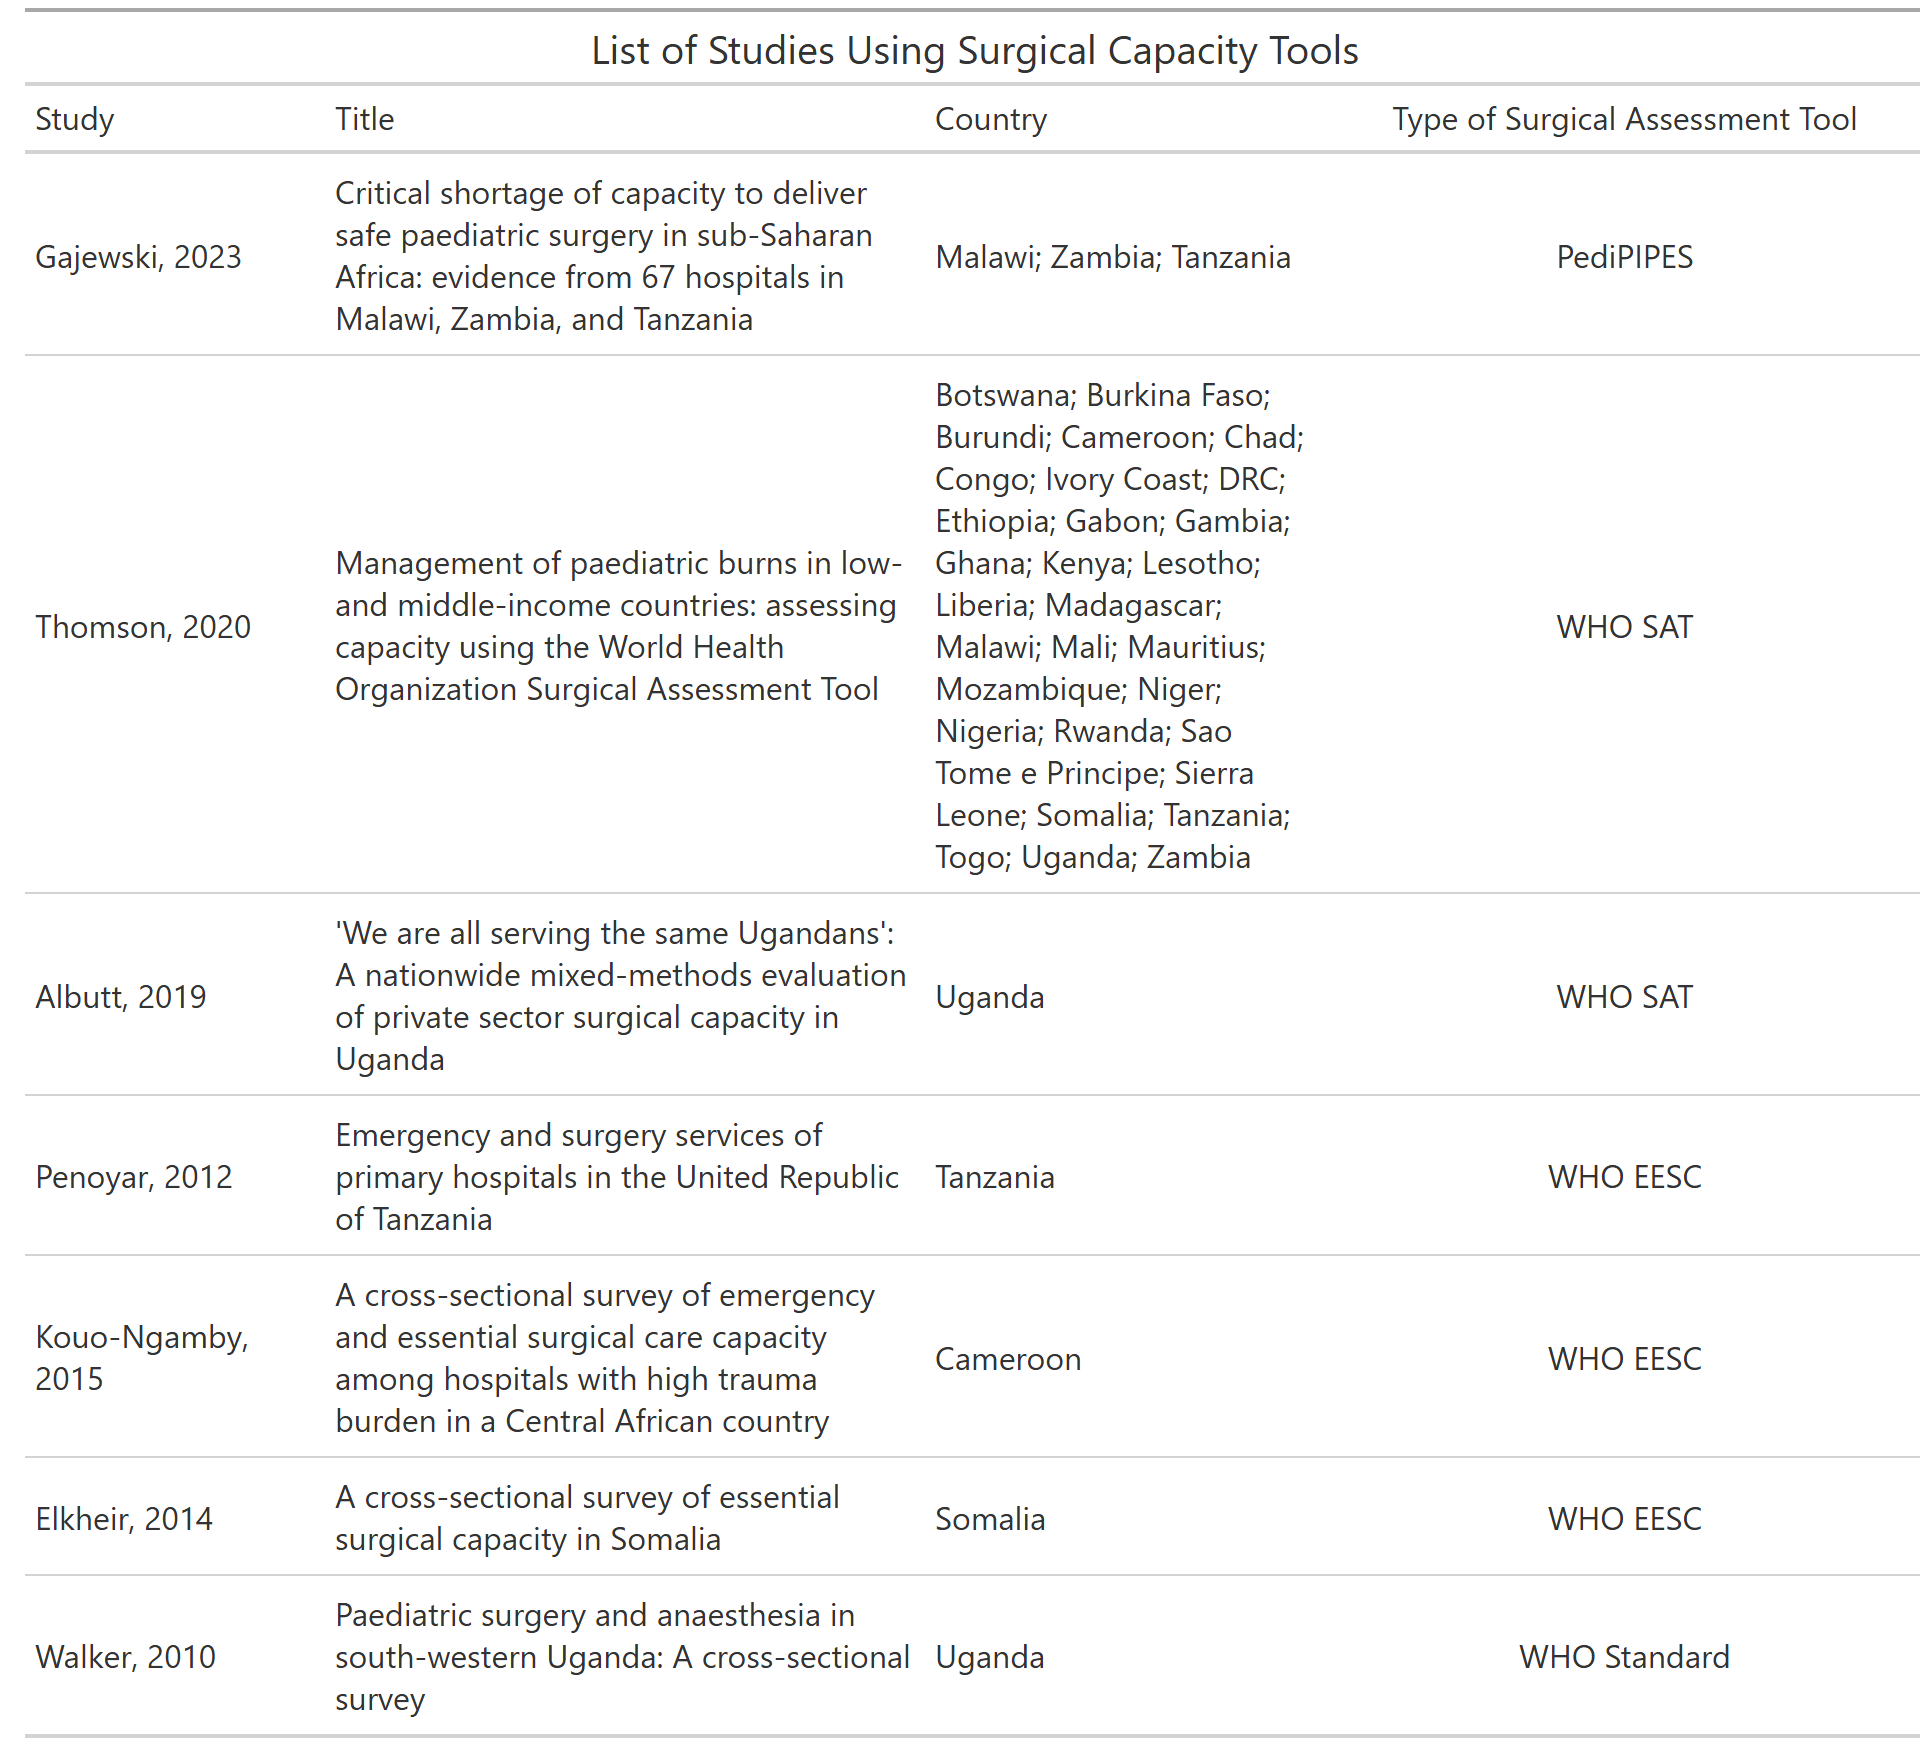 List of Studies Using Surgical Capacity Tools
Study Title Country Type of Surgical Assessment Tool
Gajewski, 2023
Critical shortage of capacity to deliver
safe paediatric surgery in sub-Saharan
Africa: evidence from 67 hospitals in
Malawi, Zambia, and Tanzania
Malawi; Zambia; Tanzania
PediPIPES
Thomson, 2020
Management of paediatric burns in low-
and middle-income countries: assessing
capacity using the World Health
Organization Surgical Assessment Tool
Botswana; Burkina Faso;
Burundi; Cameroon; Chad;
Congo; Ivory Coast; DRC;
Ethiopia; Gabon; Gambia;
Ghana; Kenya; Lesotho;
Liberia; Madagascar;
Malawi; Mali; Mauritius;
Mozambique; Niger;
Nigeria; Rwanda; Sao
Tome e Principe; Sierra
Leone; Somalia; Tanzania;
Togo; Uganda; Zambia
WHO SAT
Albutt, 2019
'We are all serving the same Ugandans':
A nationwide mixed-methods evaluation
of private sector surgical capacity in
Uganda
Uganda
WHO SAT
Penoyar, 2012
Emergency and surgery services of
primary hospitals in the United Republic
of Tanzania
Tanzania
WHO EESC
Kouo-Ngamby,
2015
A cross-sectional survey of emergency
and essential surgical care capacity
among hospitals with high trauma
burden in a Central African country
Cameroon
WHO EESC
Elkheir, 2014
A cross-sectional survey of essential
surgical capacity in Somalia
Somalia
WHO EESC
Walker, 2010
Paediatric surgery and anaesthesia in
south-western Uganda: A cross-sectional
survey
Uganda
WHO Standard